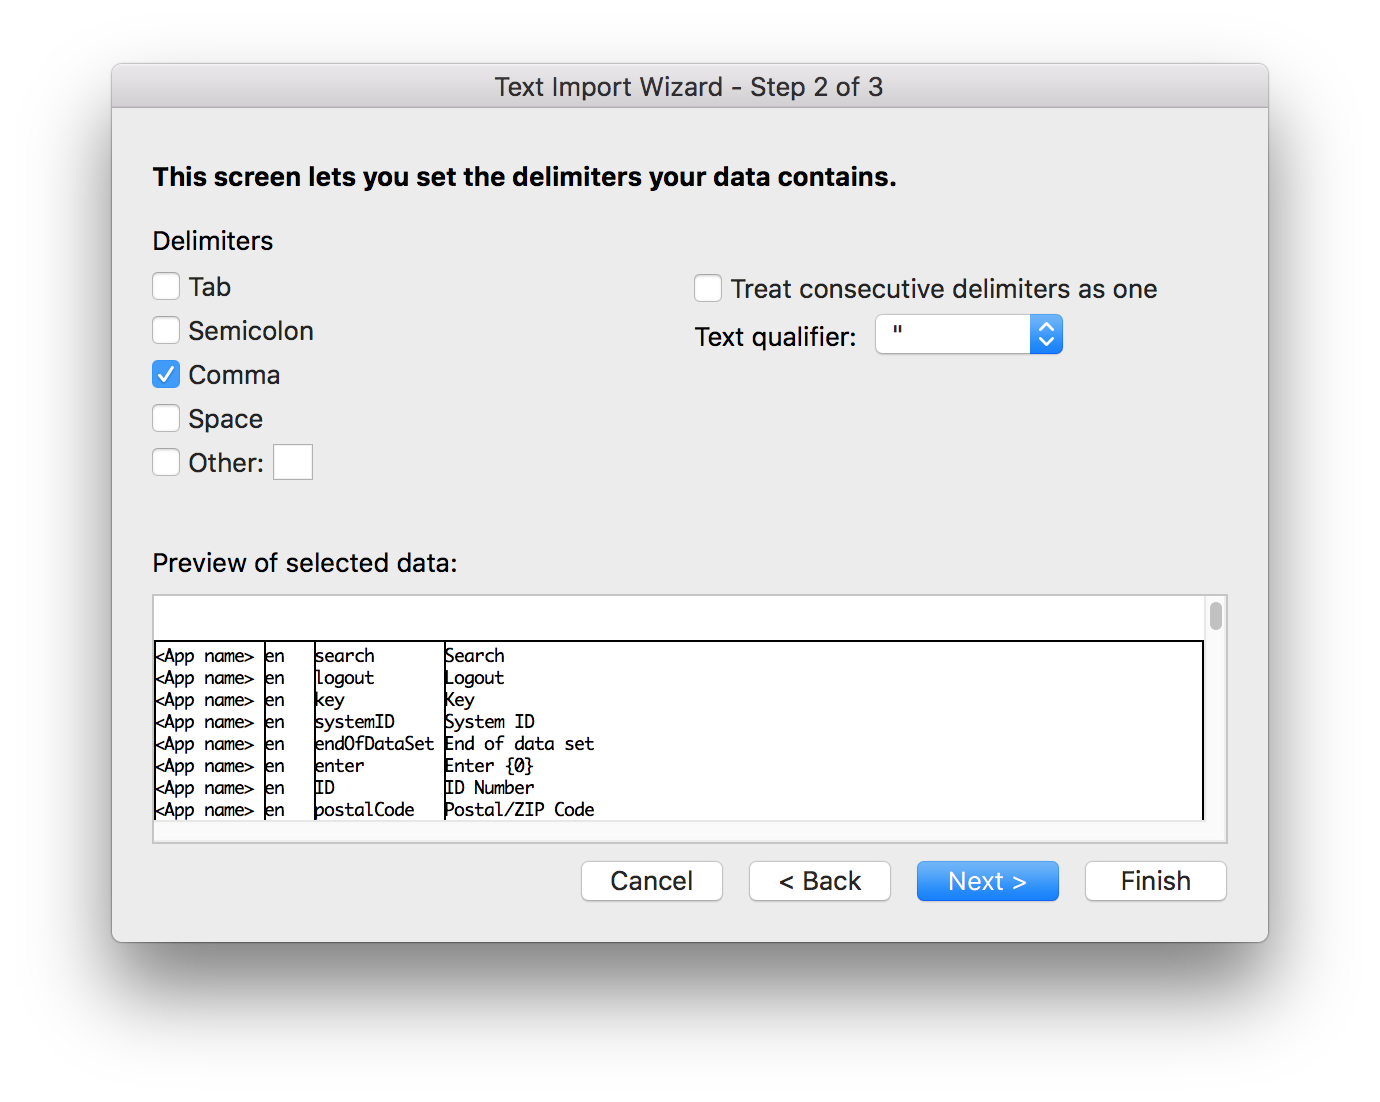 Text Import Wizard - Step 2 of 3
This screen lets you set the delimiters your data contains.
Delimiters
Tab
Semicolon
Comma
Space
Other:
Treat consecutive delimiters as one
Text qualifier: "
Preview of selected data:
<App name> en search Search
<App name> en logout Logout
<App name> en key Key
<App name> en systemID System ID
<App name> en endOfDataSet End of data set
<App name> en enter Enter {0}
<App name> en ID ID Number
<App name> en postalCode Postal/ZIP Code
Cancel < Back Next > Finish